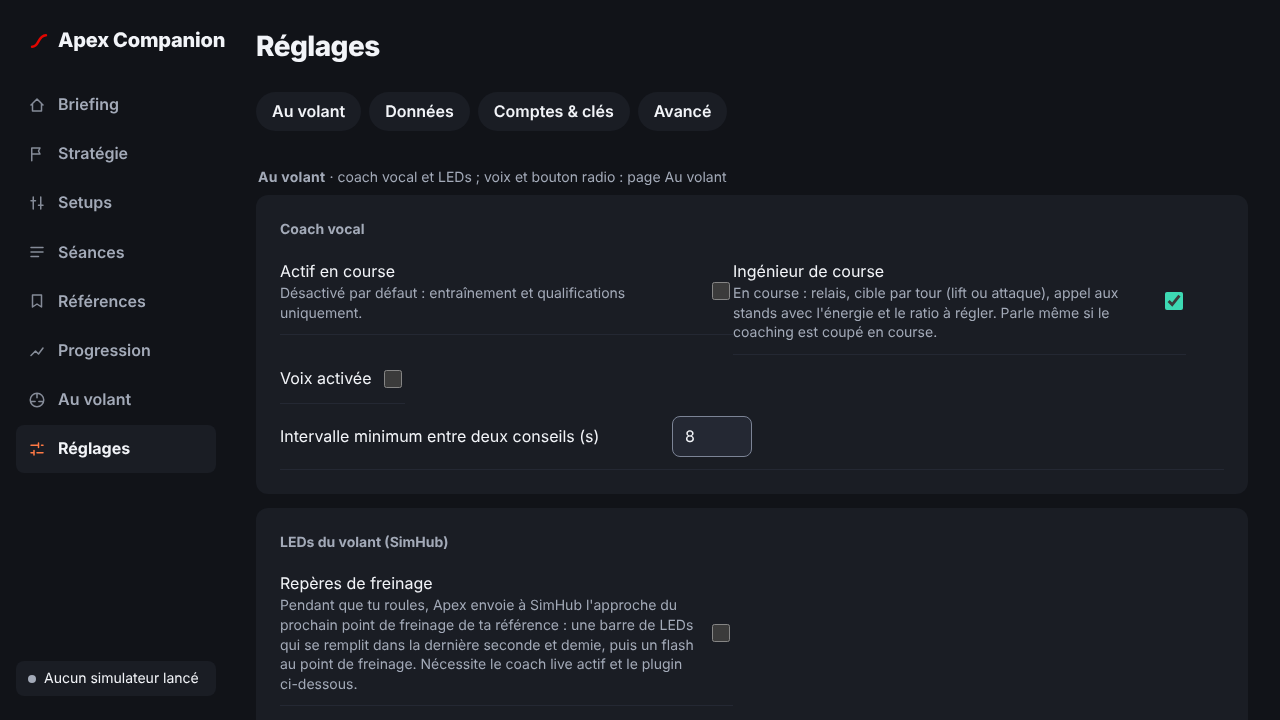 Apex Companion
Briefing
Stratégie
Setups
Séances
Références
Progression
Au volant
Réglages
Aucun simulateur lancé
Réglages
Au volant
Données
Comptes & clés
Avancé
Au volant · coach vocal et LEDs ; voix et bouton radio : page Au volant
Coach vocal
Actif en course
Désactivé par défaut : entraînement et qualifications
uniquement.
Ingénieur de course
En course : relais, cible par tour (lift ou attaque), appel aux
stands avec l'énergie et le ratio à régler. Parle même si le
coaching est coupé en course.
Voix activée
Intervalle minimum entre deux conseils (s)
8
LEDs du volant (SimHub)
Repères de freinage
Pendant que tu roules, Apex envoie à SimHub l'approche du
prochain point de freinage de ta référence : une barre de LEDs
qui se remplit dans la dernière seconde et demie, puis un flash
au point de freinage. Nécessite le coach live actif et le plugin
ci-dessous.